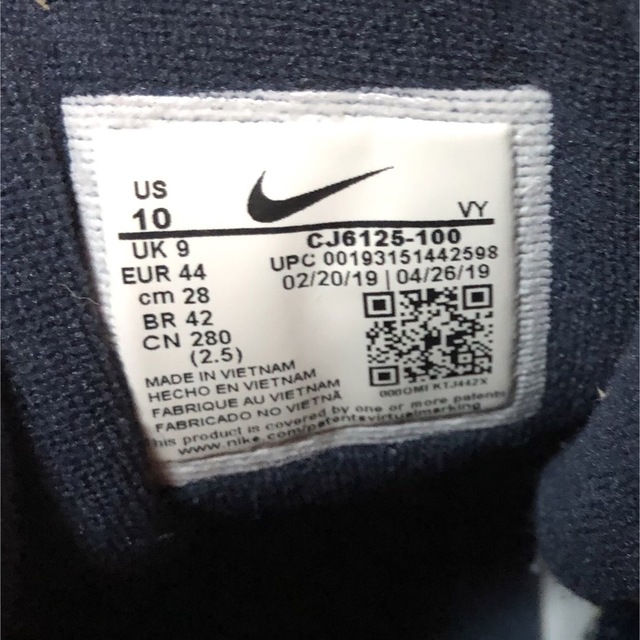 US
10
VY
UK 9
EUR 44
cm 28
BR 42
CN 280
(2.5)
CJ6125-100
UPC 00193151442598
02/20/19 | 04/26/19
MADE IN VIETNAM
HECHO EN VIETNAM
FABRIQUE AU VIETNAM
FABRICADO NO VIETNÃ
This product is covered by one or more patents
www.nike.com/patentsvirtualmarking